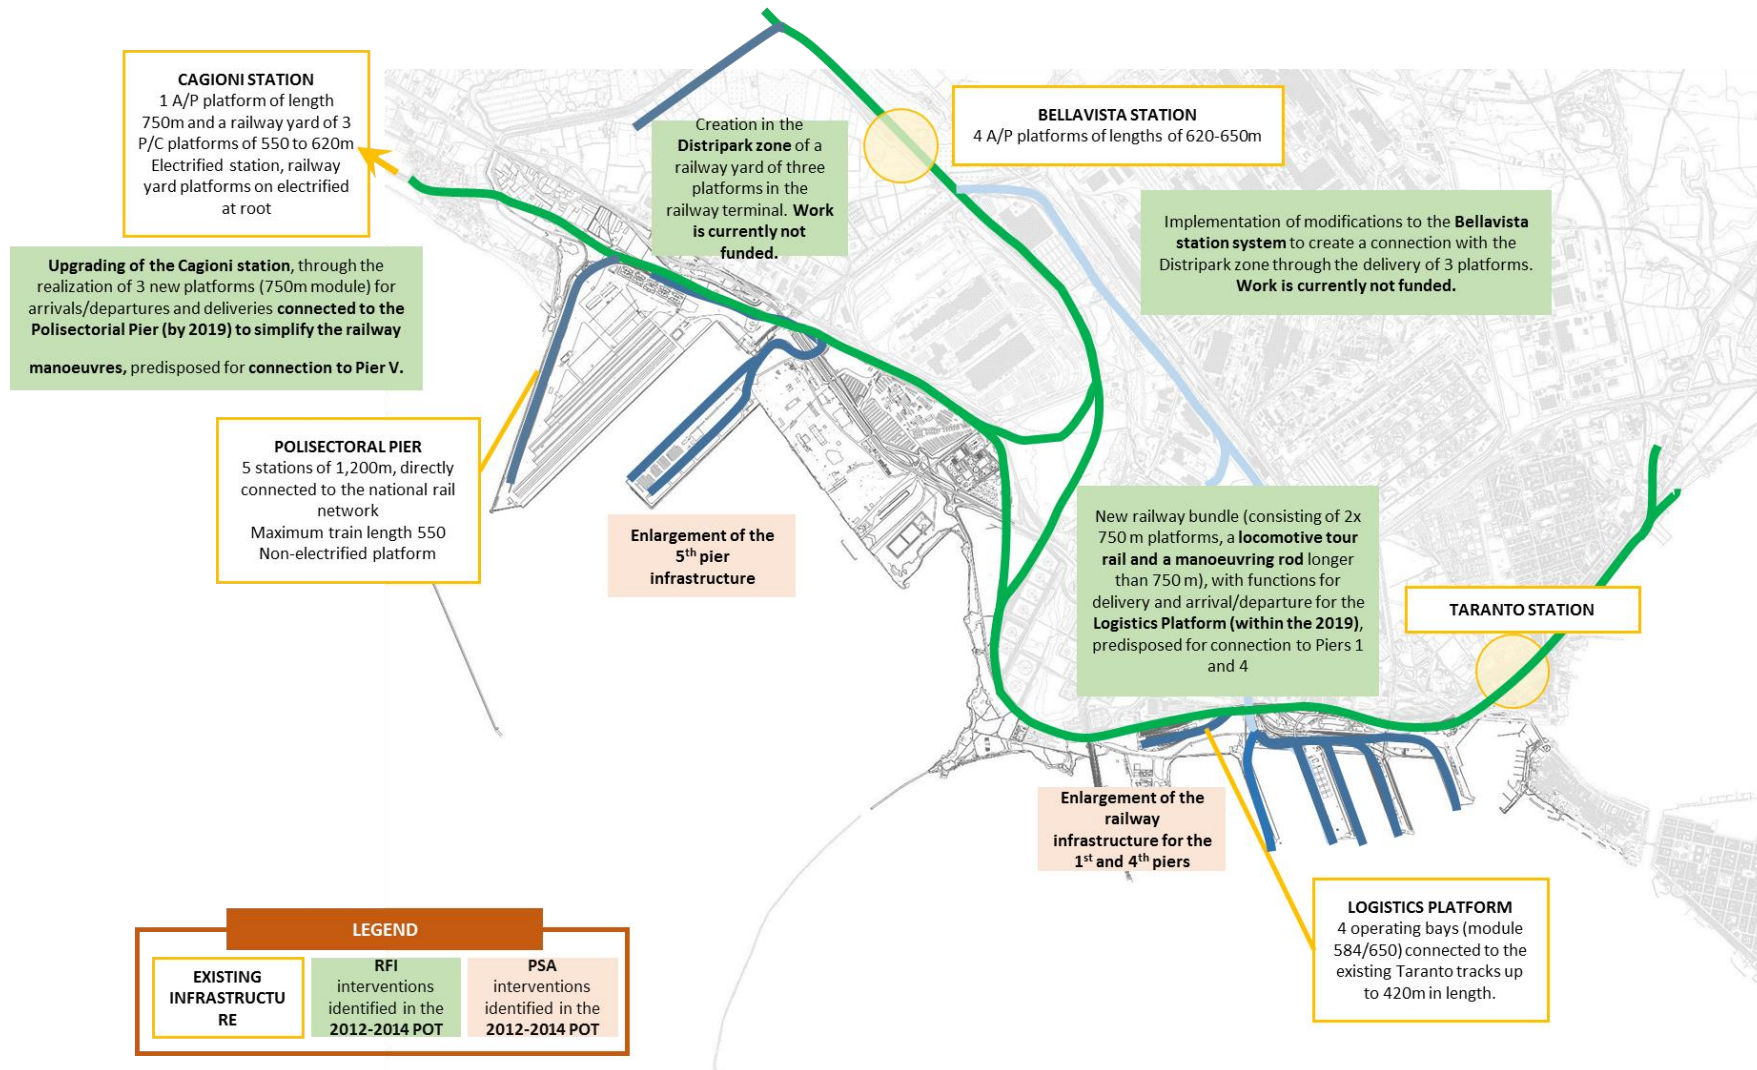 CAGIONI STATION
1 A/P platform of length
750m and a railway yard of 3
P/C platforms of 550 to 620m
Electrified station, railway
yard platforms on electrified
at root
Creation in the
Distripark zone of a
railway yard of three
platforms in the
railway terminal. Work
is currently not
funded.
BELLAVISTA STATION
4 A/P platforms of lengths of 620-650m
Implementation of modifications to the Bellavista
station system to create a connection with the
Distripark zone through the delivery of 3 platforms.
Work is currently not funded.
Upgrading of the Cagioni station, through the
realization of 3 new platforms (750m module) for
arrivals/departures and deliveries connected to the
Polisectorial Pier (by 2019) to simplify the railway
manoeuvres, predisposed for connection to Pier V.
POLISECTORAL PIER
5 stations of 1,200m, directly
connected to the national rail
network
Maximum train length 550
Non-electrified platform
Enlargement of the
5th pier
infrastructure
New railway bundle (consisting of 2x
750 m platforms, a locomotive tour
rail and a manoeuvring rod longer
than 750 m), with functions for
delivery and arrival/departure for the
Logistics Platform (within the 2019),
predisposed for connection to Piers 1
and 4
TARANTO STATION
Enlargement of the
railway
infrastructure for the
1st and 4th piers
LOGISTICS PLATFORM
4 operating bays (module
584/650) connected to the
existing Taranto tracks up
to 420m in length.
LEGEND
EXISTING
INFRASTRUCTU
RE
RFI
interventions
identified in the
2012-2014 POT
PSA
interventions
identified in the
2012-2014 POT